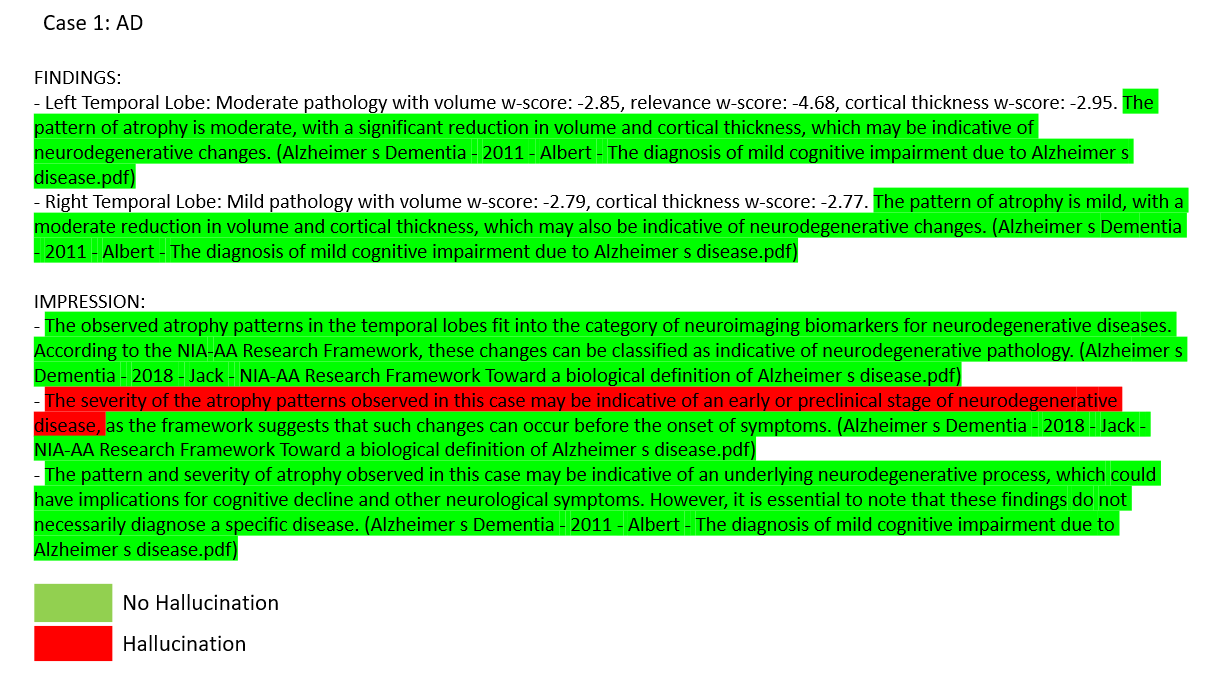 Case 1: AD
FINDINGS:
- Left Temporal Lobe: Moderate pathology with volume w-score: -2.85, relevance w-score: -4.68, cortical thickness w-score: -2.95. The
pattern of atrophy is moderate, with a significant reduction in volume and cortical thickness, which may be indicative of
neurodegenerative changes. (Alzheimer s Dementia - 2011 - Albert - The diagnosis of mild cognitive impairment due to Alzheimer s
disease.pdf)
- Right Temporal Lobe: Mild pathology with volume w-score: -2.79, cortical thickness w-score: -2.77. The pattern of atrophy is mild, with a
moderate reduction in volume and cortical thickness, which may also be indicative of neurodegenerative changes. (Alzheimer s Dementia
- 2011 - Albert - The diagnosis of mild cognitive impairment due to Alzheimer s disease.pdf)
IMPRESSION:
- The observed atrophy patterns in the temporal lobes fit into the category of neuroimaging biomarkers for neurodegenerative diseases.
According to the NIA-AA Research Framework, these changes can be classified as indicative of neurodegenerative pathology. (Alzheimer s
Dementia - 2018 - Jack - NIA-AA Research Framework Toward a biological definition of Alzheimer s disease.pdf)
- The severity of the atrophy patterns observed in this case may be indicative of an early or preclinical stage of neurodegenerative
disease, as the framework suggests that such changes can occur before the onset of symptoms. (Alzheimer s Dementia - 2018 - Jack -
NIA-AA Research Framework Toward a biological definition of Alzheimer s disease.pdf)
- The pattern and severity of atrophy observed in this case may be indicative of an underlying neurodegenerative process, which could
have implications for cognitive decline and other neurological symptoms. However, it is essential to note that these findings do not
necessarily diagnose a specific disease. (Alzheimer s Dementia - 2011 - Albert - The diagnosis of mild cognitive impairment due to
Alzheimer s disease.pdf)
No Hallucination
Hallucination